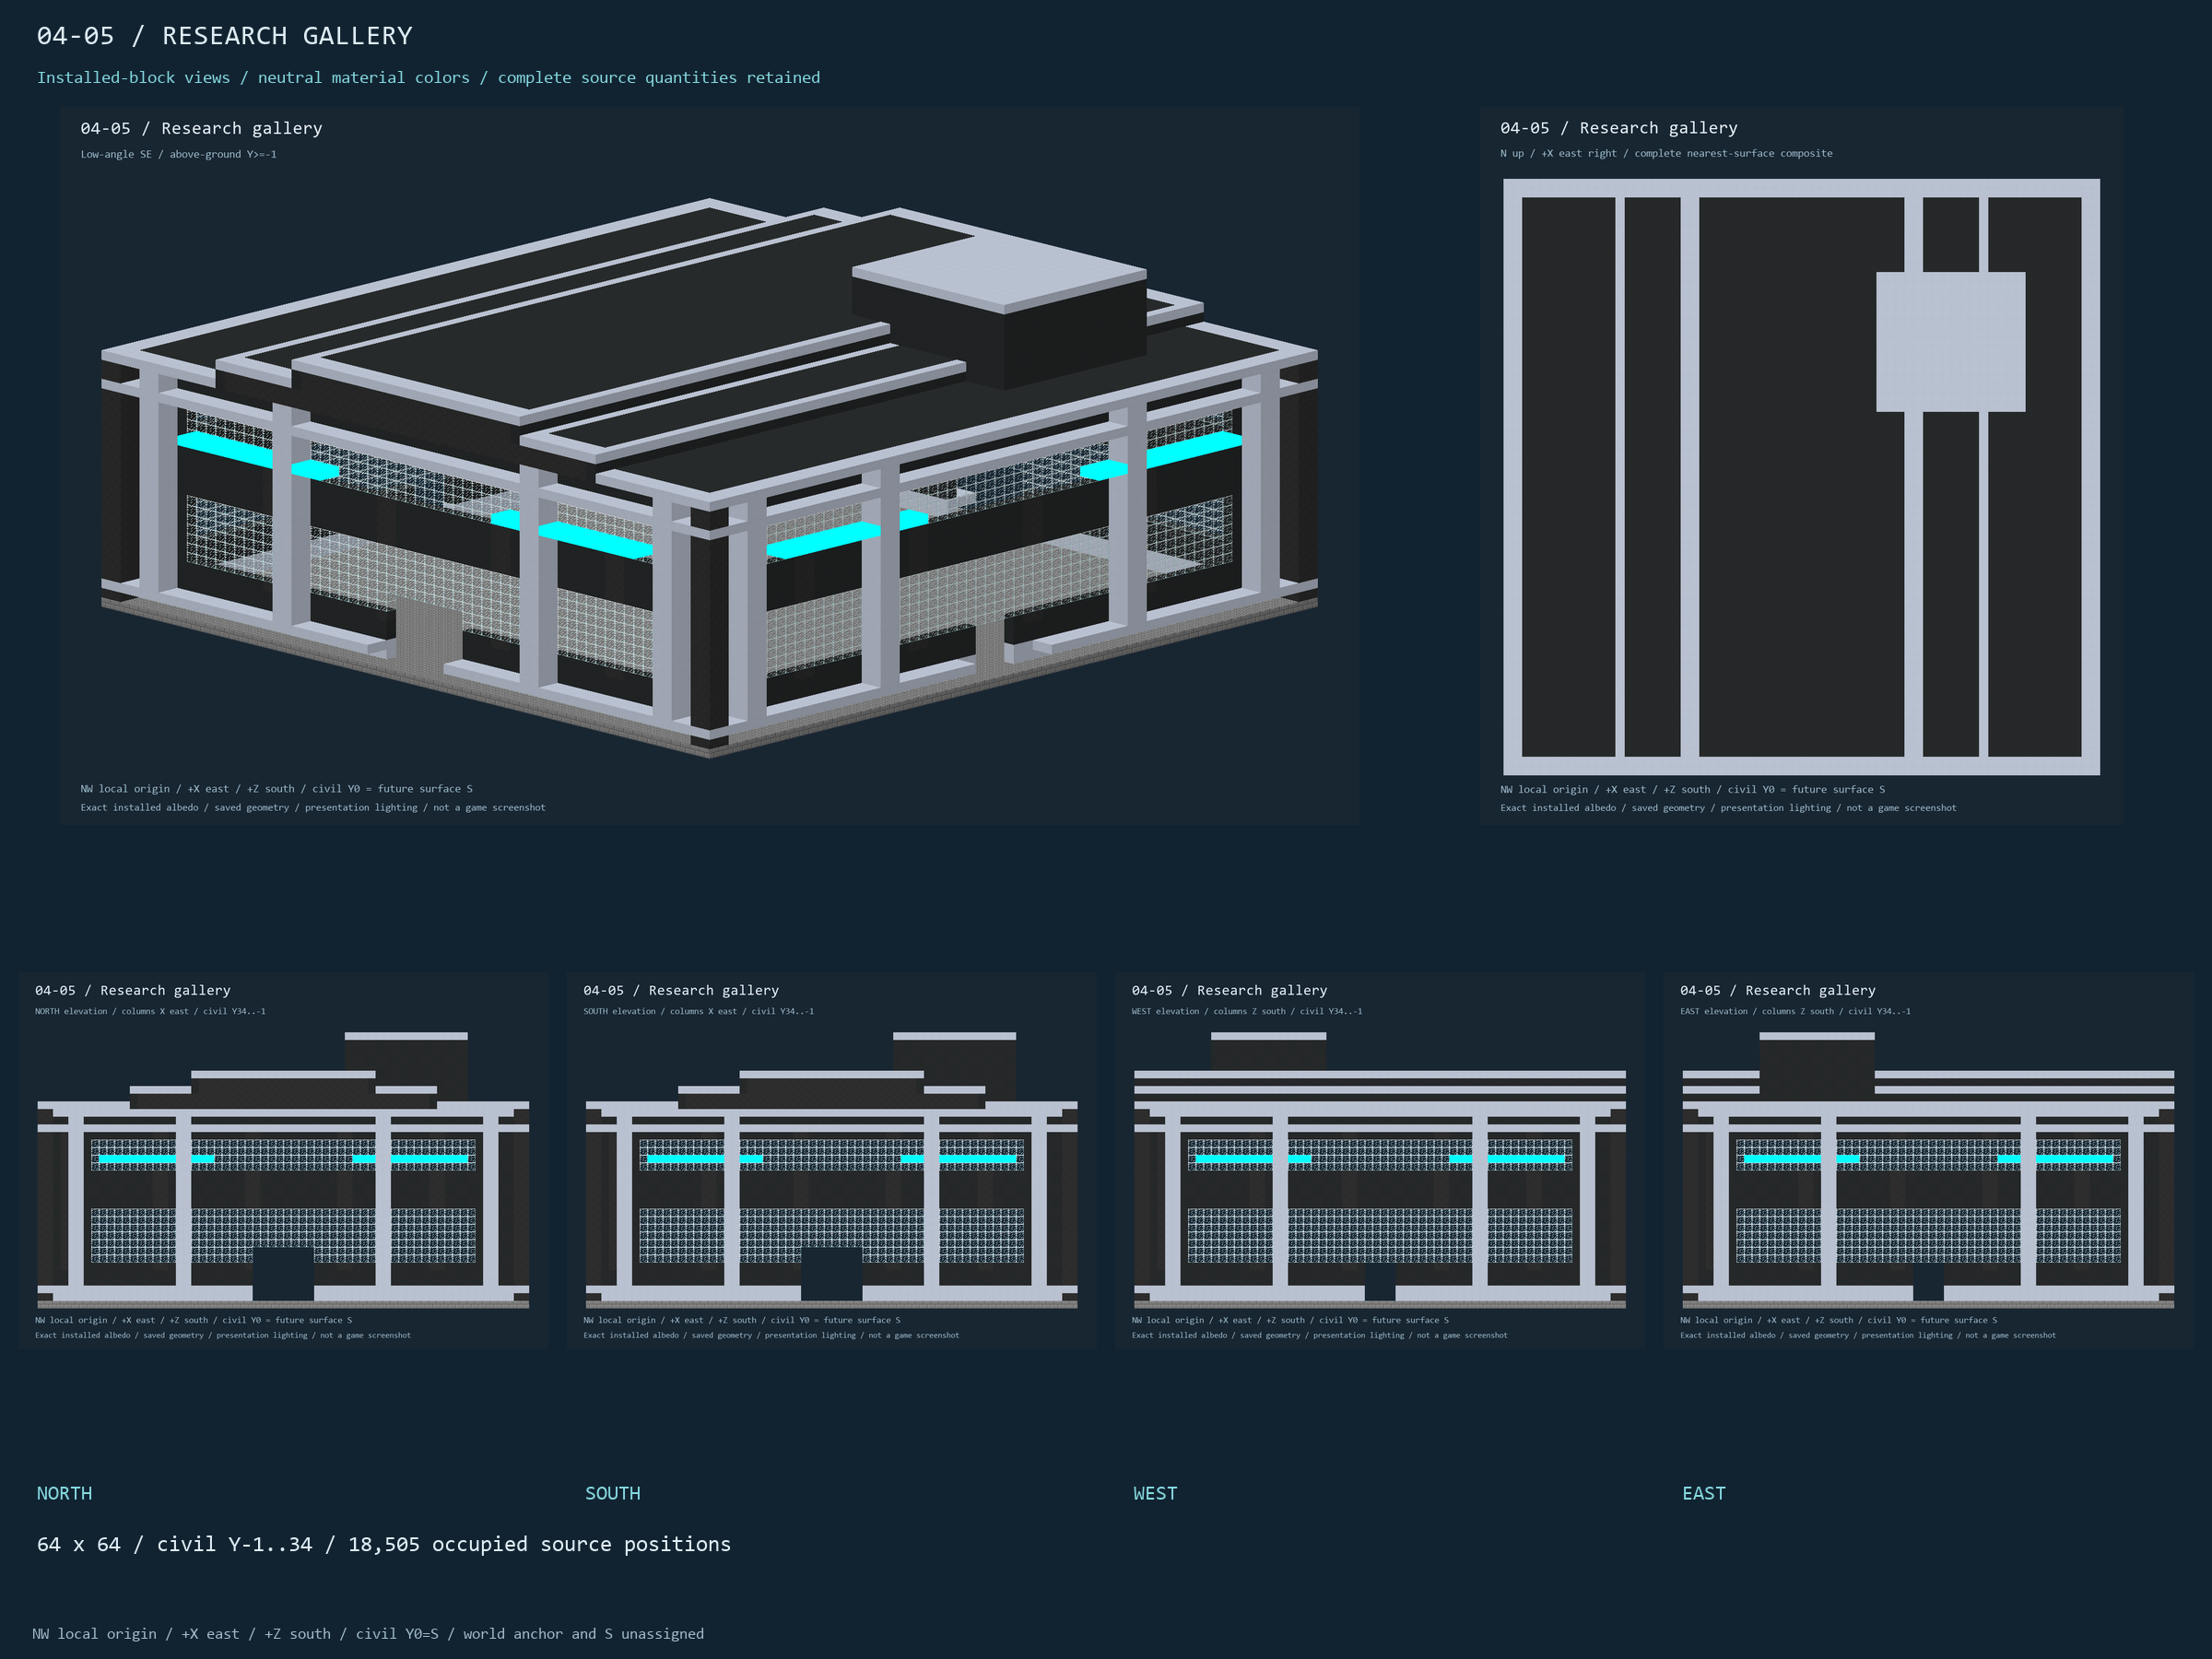 04-05 / RESEARCH GALLERY
Installed-block views / neutral material colors / complete source quantities retained
04-05 / Research gallery
Low-angle SE / above-ground Y>=-1
NW local origin / +X east / +Z south / civil Y0 = future surface S
Exact installed albedo / saved geometry / presentation lighting / not a game screenshot
04-05 / Research gallery
N up / +X east right / complete nearest-surface composite
NW local origin / +X east / +Z south / civil Y0 = future surface S
Exact installed albedo / saved geometry / presentation lighting / not a game screenshot
04-05 / Research gallery
NORTH elevation / columns X east / civil Y34..-1
NW local origin / +X east / +Z south / civil Y0 = future surface S
Exact installed albedo / saved geometry / presentation lighting / not a game screenshot
04-05 / Research gallery
SOUTH elevation / columns X east / civil Y34..-1
NW local origin / +X east / +Z south / civil Y0 = future surface S
Exact installed albedo / saved geometry / presentation lighting / not a game screenshot
04-05 / Research gallery
WEST elevation / columns Z south / civil Y34..-1
NW local origin / +X east / +Z south / civil Y0 = future surface S
Exact installed albedo / saved geometry / presentation lighting / not a game screenshot
04-05 / Research gallery
EAST elevation / columns Z south / civil Y34..-1
NW local origin / +X east / +Z south / civil Y0 = future surface S
Exact installed albedo / saved geometry / presentation lighting / not a game screenshot
NORTH
SOUTH
WEST
EAST
64 x 64 / civil Y-1..34 / 18,505 occupied source positions
NW local origin / +X east / +Z south / civil Y0=S / world anchor and S unassigned